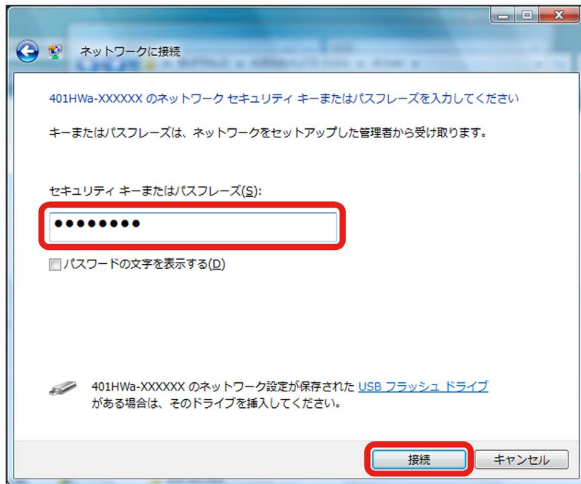 ネットワークに接続
401HWa-XXXXXX のネットワーク セキュリティ キーまたはパスフレーズを入力してください
キーまたはパスフレーズは、ネットワークをセットアップした管理者から受け取ります。
セキュリティ キーまたはパスフレーズ(S):
●●●●●●●●
パスワードの文字を表示する(D)
401HWa-XXXXXX のネットワーク設定が保存された USB フラッシュ ドライブ
がある場合は、そのドライブを挿入してください。
接続 キャンセル